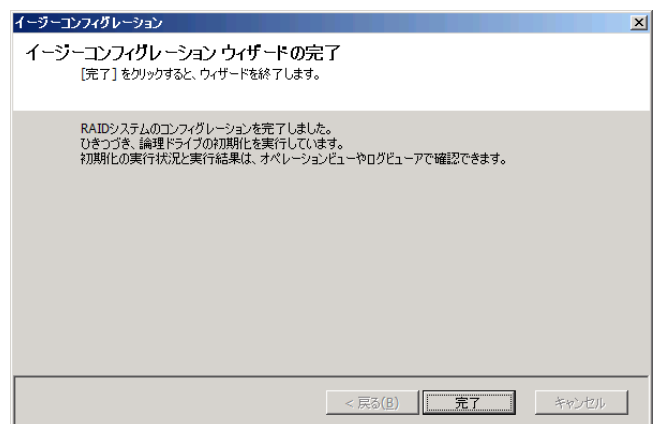 イージーコンフィグレーション
イージーコンフィグレーション ウィザードの完了
[完了] をクリックすると、ウィザードを終了します。
RAIDシステムのコンフィグレーションを完了しました。
ひきつづき、論理ドライブの初期化を実行しています。
初期化の実行状況と実行結果は、オペレーションビューやログビューアで確認できます。
< 戻る(B) 完了 キャンセル